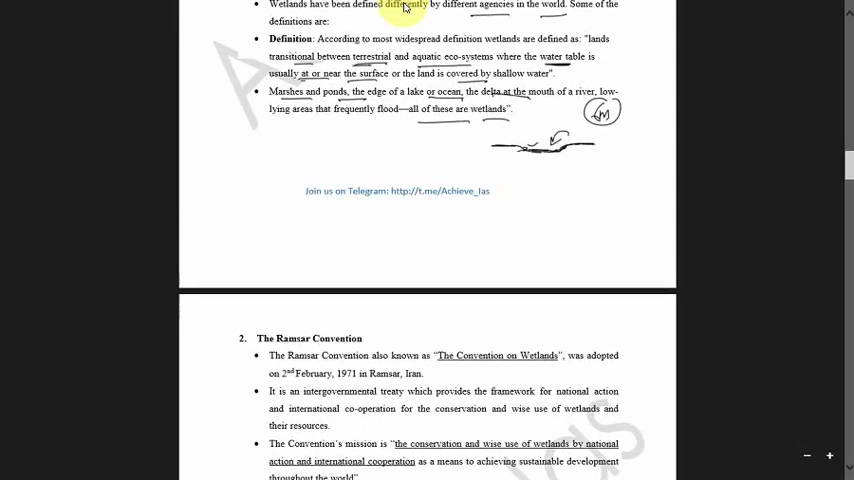 • Wetlands have been defined differently by different agencies in the world. Some of the
definitions are:
• Definition: According to most widespread definition wetlands are defined as: "lands
transitional between terrestrial and aquatic eco-systems where the water table is
usually at or near the surface or the land is covered by shallow water".
• Marshes and ponds, the edge of a lake or ocean, the delta at the mouth of a river, low-
lying areas that frequently flood—all of these are wetlands".
6m
Join us on Telegram: http://t.me/Achieve_Ias
2. The Ramsar Convention
• The Ramsar Convention also known as "The Convention on Wetlands", was adopted
on 2nd February, 1971 in Ramsar, Iran.
• It is an intergovernmental treaty which provides the framework for national action
and international co-operation for the conservation and wise use of wetlands and
their resources.
• The Convention's mission is "the conservation and wise use of wetlands by national
action and international cooperation as a means to achieving sustainable development
throughout the world"